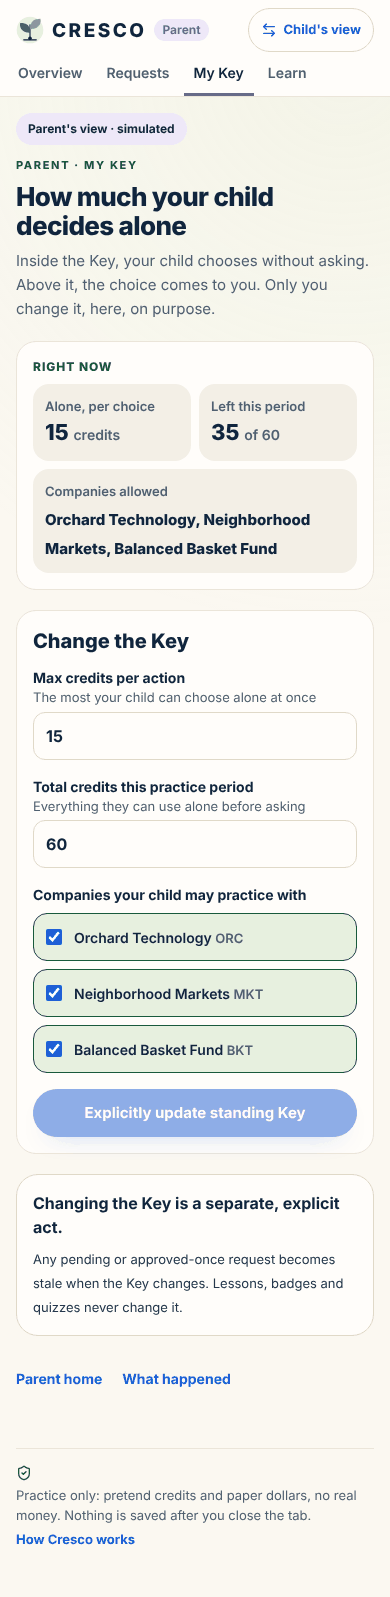 CRESCO Parent Child's view
Overview Requests My Key Learn
Parent's view · simulated
PARENT · MY KEY
How much your child
decides alone
Inside the Key, your child chooses without asking.
Above it, the choice comes to you. Only you
change it, here, on purpose.
RIGHT NOW
Alone, per choice
15 credits
Left this period
35 of 60
Companies allowed
Orchard Technology, Neighborhood
Markets, Balanced Basket Fund
Change the Key
Max credits per action
The most your child can choose alone at once
15
Total credits this practice period
Everything they can use alone before asking
60
Companies your child may practice with
Orchard Technology ORC
Neighborhood Markets MKT
Balanced Basket Fund BKT
Explicitly update standing Key
Changing the Key is a separate, explicit
act.
Any pending or approved-once request becomes
stale when the Key changes. Lessons, badges and
quizzes never change it.
Parent home What happened
Practice only: pretend credits and paper dollars, no real
money. Nothing is saved after you close the tab.
How Cresco works